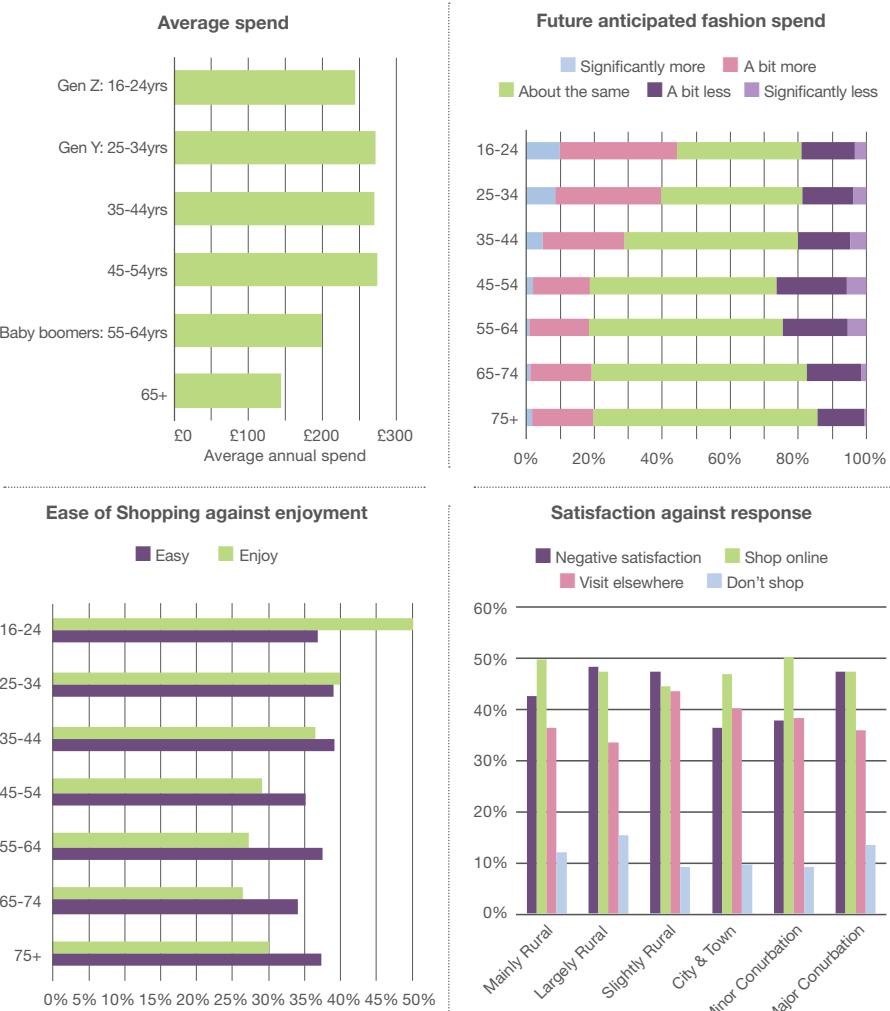 Average spend
Gen Z: 16-24yrs
Gen Y: 25-34yrs
35-44yrs
45-54yrs
Baby boomers: 55-64yrs
65+
£0 £100 £200 £300
Average annual spend
Future anticipated fashion spend
Significantly more A bit more
About the same A bit less Significantly less
16-24
25-34
35-44
45-54
55-64
65-74
75+
0% 20% 40% 60% 80% 100%
Ease of Shopping against enjoyment
Easy Enjoy
16-24
25-34
35-44
45-54
55-64
65-74
75+
0% 5% 10% 15% 20% 25% 30% 35% 40% 45% 50%
Satisfaction against response
Negative satisfaction Shop online
Visit elsewhere Don't shop
60%
50%
40%
30%
20%
10%
0%
Mainly Rural
Largely Rural
Slightly Rural
City & Town
Minor Conurbation
Major Conurbation